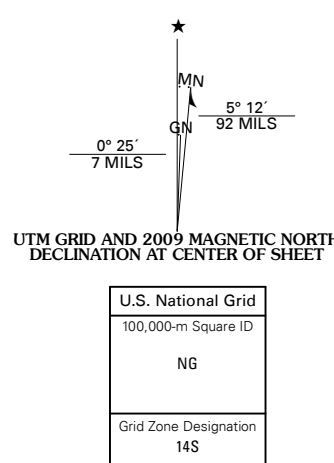 MN
GN
5° 12´
92 MILS
0° 25´
7 MILS
UTM GRID AND 2009 MAGNETIC NORTH
DECLINATION AT CENTER OF SHEET
U.S. National Grid
100,000-m Square ID
NG
Grid Zone Designation
14S